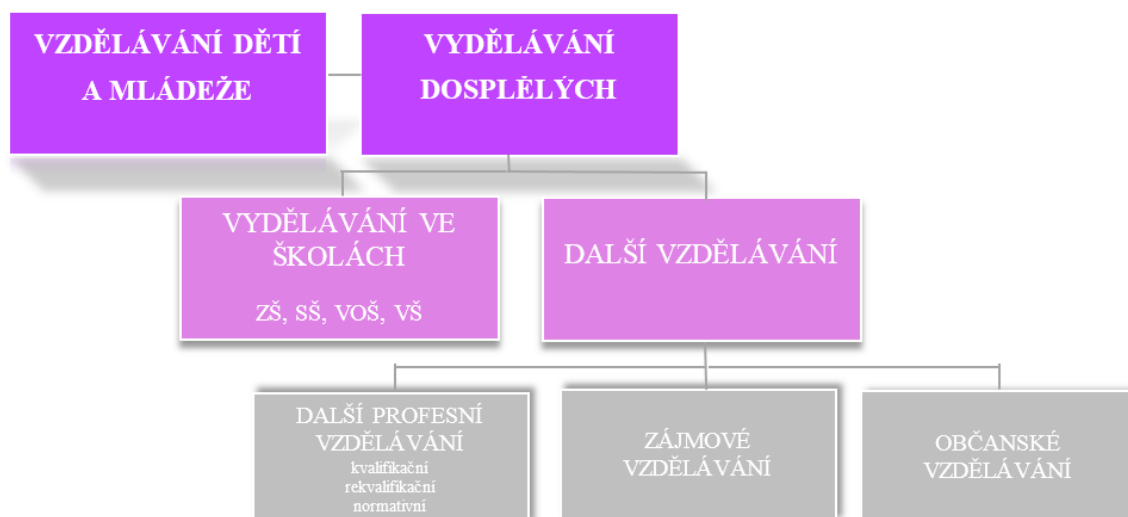 VZDĚLÁVÁNÍ DĚTÍ
A MLÁDEŽE
VYDĚLÁVÁNÍ
DOSPLĚLÝCH
VYDĚLÁVÁNÍ VE
ŠKOLÁCH
ZŠ, SŠ, VOŠ, VŠ
DALŠÍ VZDĚLÁVÁNÍ
DALŠÍ PROFESNÍ
VZDĚLÁVÁNÍ
kvalifikační
rekvalifikační
normativní
ZÁJMOVÉ
VZDĚLÁVÁNÍ
OBČANSKÉ
VZDĚLÁVÁNÍ